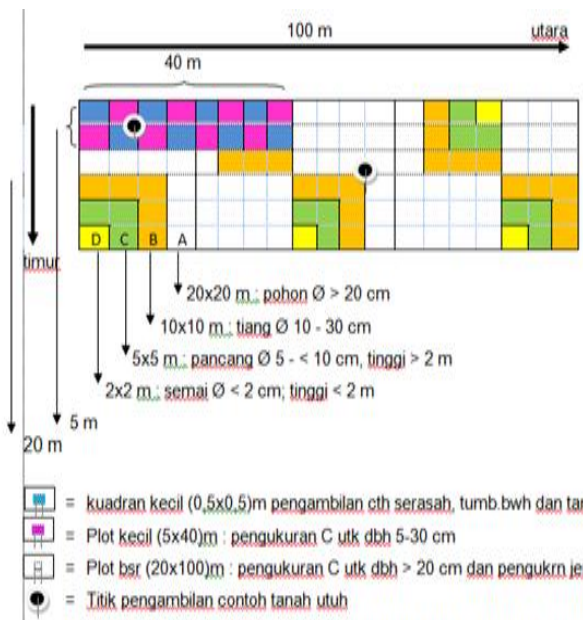 100 m utara
40 m
D C B A
timur
20x20 m : pohon Ø > 20 cm
10x10 m : tiang Ø 10 - 30 cm
5x5 m : pancang Ø 5 - < 10 cm, tinggi > 2 m
2x2 m : semai Ø < 2 cm; tinggi < 2 m
5 m
20 m
= kuadran kecil (0,5x0,5)m pengambilan cth serasah, tumb.bwh dan tan
= Plot kecil (5x40)m : pengukuran C utk dbh 5-30 cm
= Plot bsr (20x100)m : pengukuran C utk dbh > 20 cm dan pengukrn je
= Titik pengambilan contoh tanah utuh